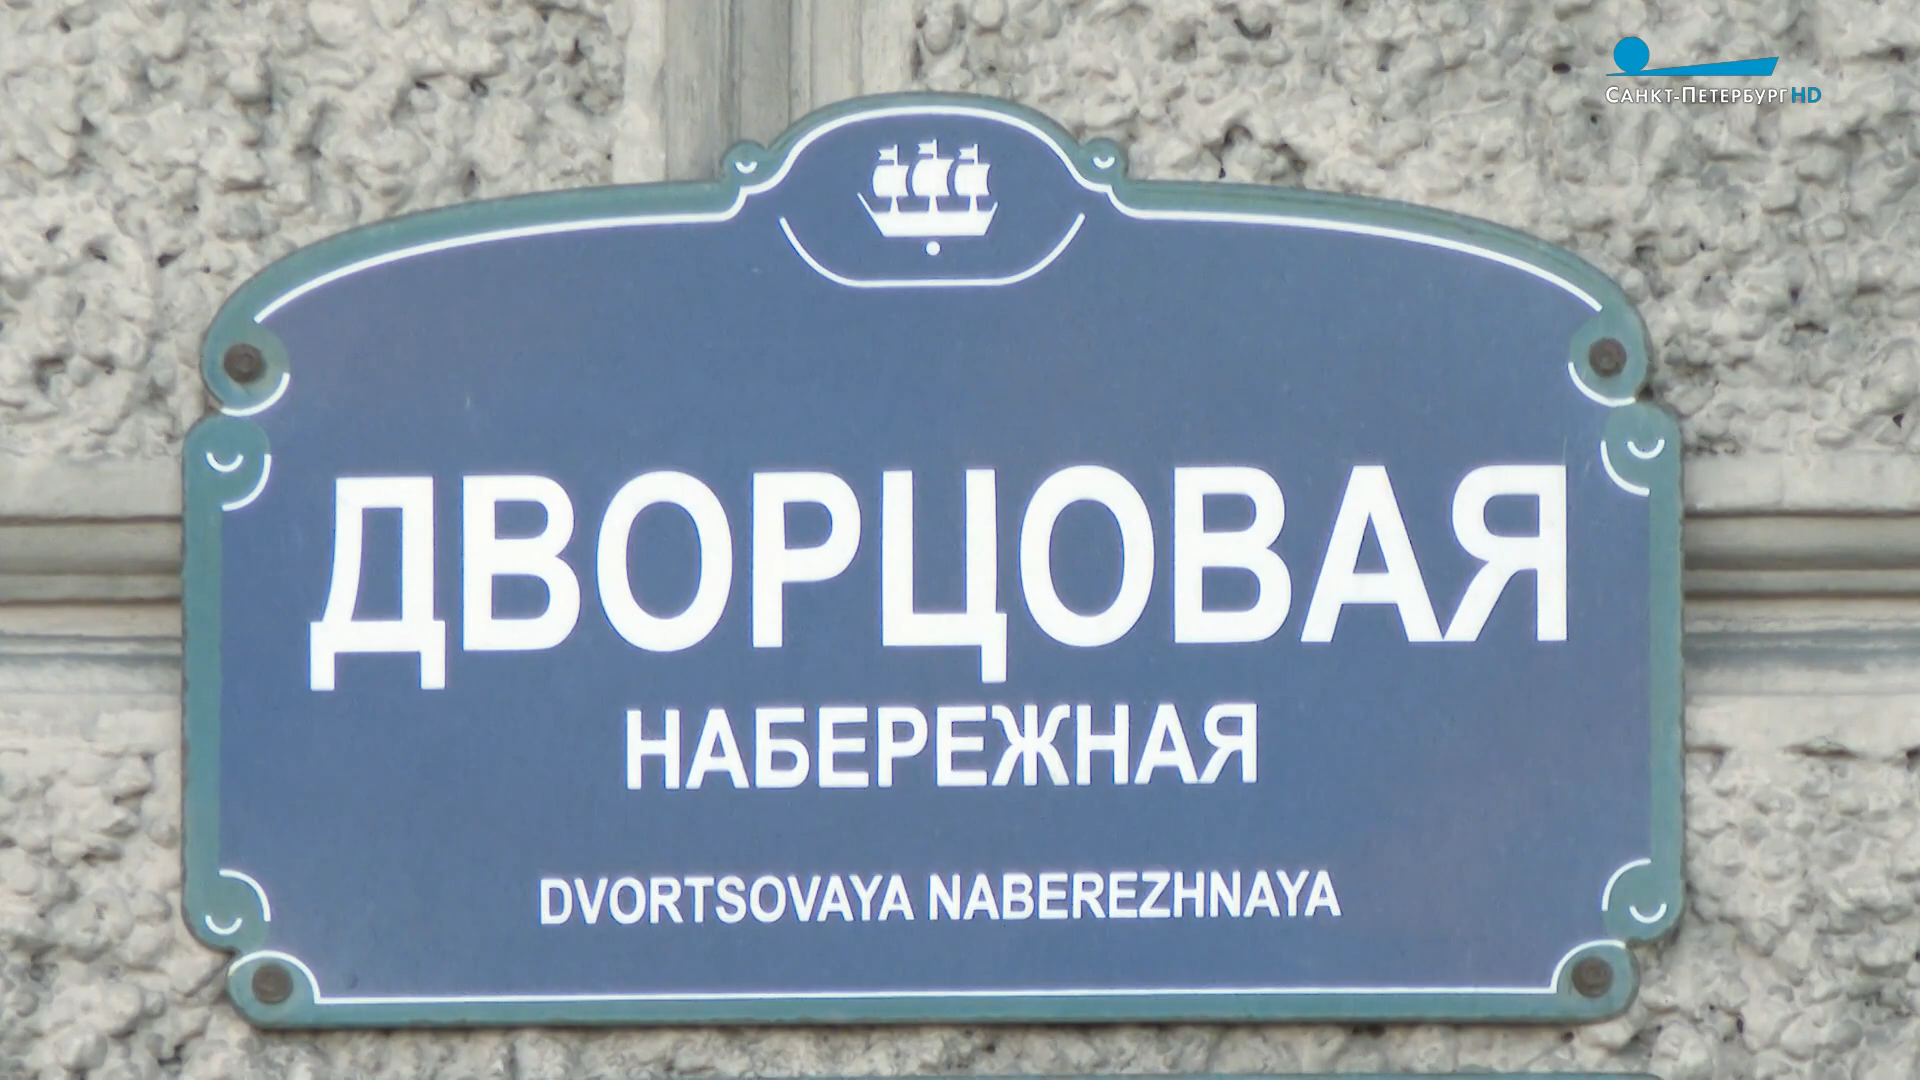 Санкт-Петербург HD
ДВОРЦОВАЯ
НАБЕРЕЖНАЯ
DVORTSOVAYA NABEREZHNAYA